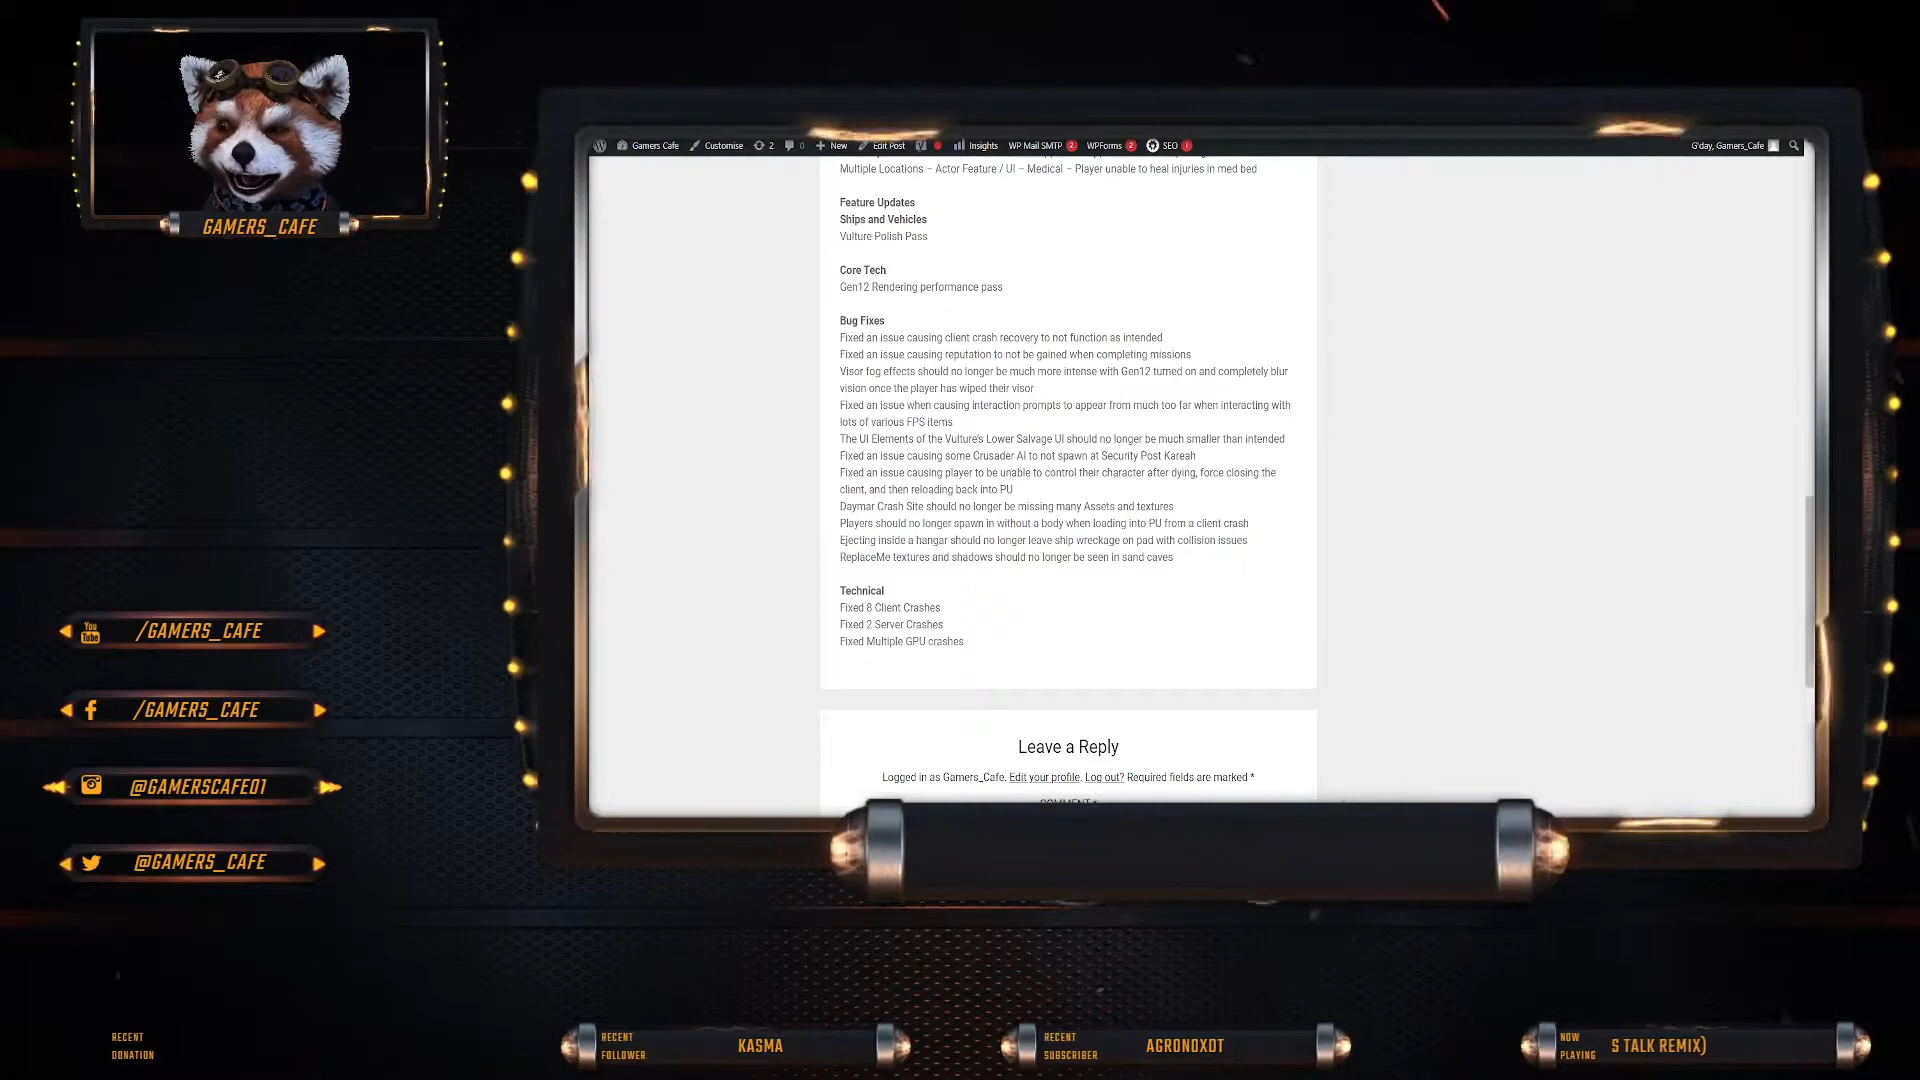 GAMERS_CAFE
Gamers Cafe Customise 2 0 New Edit Post Insights WP Mail SMTP 2 WPForms 2 SEO ! G'day, Gamers_Cafe
Multiple Locations – Actor Feature / UI – Medical – Player unable to heal injuries in med bed
Feature Updates
Ships and Vehicles
Vulture Polish Pass
Core Tech
Gen12 Rendering performance pass
Bug Fixes
Fixed an issue causing client crash recovery to not function as intended
Fixed an issue causing reputation to not be gained when completing missions
Visor fog effects should no longer be much more intense with Gen12 turned on and completely blur
vision once the player has wiped their visor
Fixed an issue when causing interaction prompts to appear from much too far when interacting with
lots of various FPS items
The UI Elements of the Vulture's Lower Salvage UI should no longer be much smaller than intended
Fixed an issue causing some Crusader AI to not spawn at Security Post Kareah
Fixed an issue causing player to be unable to control their character after dying, force closing the
client, and then reloading back into PU
Daymar Crash Site should no longer be missing many Assets and textures
Players should no longer spawn in without a body when loading into PU from a client crash
Ejecting inside a hangar should no longer leave ship wreckage on pad with collision issues
ReplaceMe textures and shadows should no longer be seen in sand caves
Technical
Fixed 8 Client Crashes
Fixed 2 Server Crashes
Fixed Multiple GPU crashes
Leave a Reply
Logged in as Gamers_Cafe. Edit your profile. Log out? Required fields are marked *
COMMENT *
You
Tube
/GAMERS_CAFE
/GAMERS_CAFE
@GAMERSCAFE01
@GAMERS_CAFE
RECENT
DONATION
RECENT
FOLLOWER
KASMA
RECENT
SUBSCRIBER
AGRONOXDT
NOW
PLAYING
S TALK REMIX)